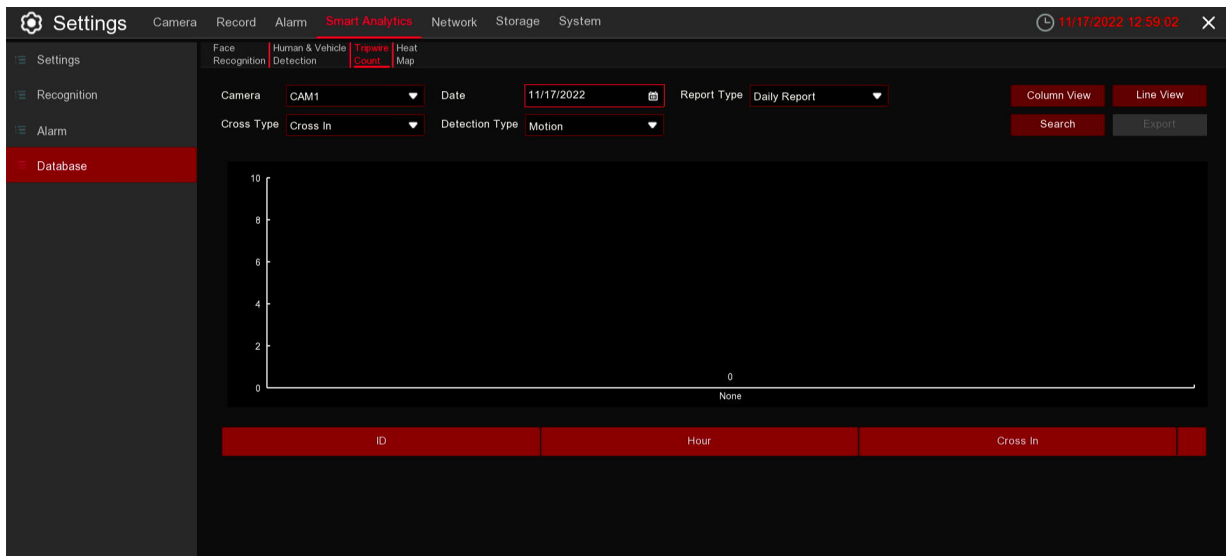 Settings Camera Record Alarm Smart Analytics Network Storage System 11/17/2022 12:59:02
Settings
Recognition
Alarm
Database
Face Recognition Human & Vehicle Detection Tripwire Count Heat Map
Camera CAM1 Date 11/17/2022 Report Type Daily Report Column View Line View
Cross Type Cross In Detection Type Motion Search Export
10
8
6
4
2
0
0
None
ID Hour Cross In